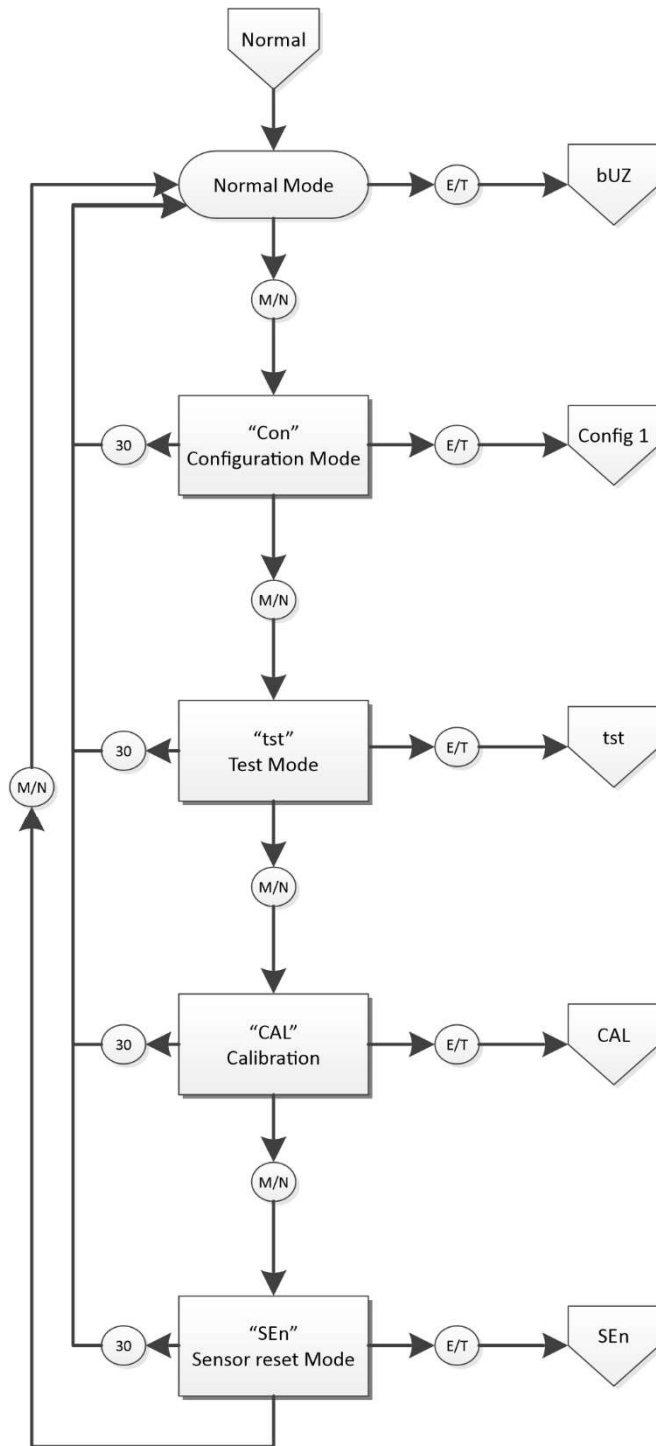 Normal
Normal Mode
E/T
bUZ
M/N
“Con”
Configuration Mode
30
E/T
Config 1
M/N
“tst”
Test Mode
30
E/T
tst
M/N
M/N
“CAL”
Calibration
30
E/T
CAL
M/N
“SEn”
Sensor reset Mode
30
E/T
SEn